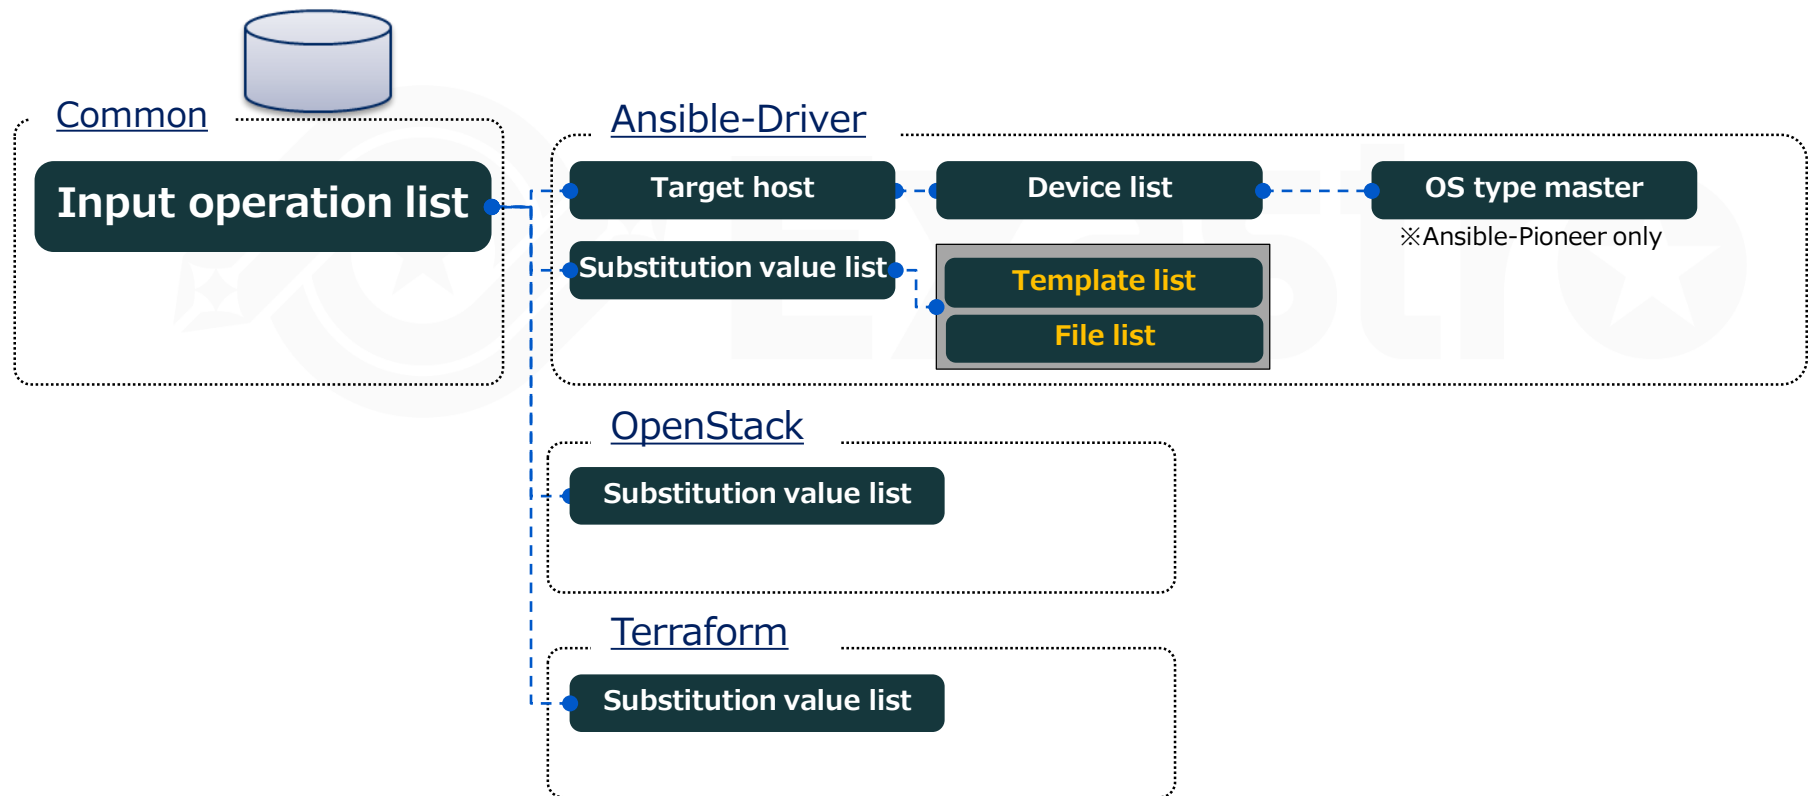 Common
Input operation list
Ansible-Driver
Target host
Device list
OS type master
※Ansible-Pioneer only
Substitution value list
Template list
File list
OpenStack
Substitution value list
Terraform
Substitution value list
Exastro